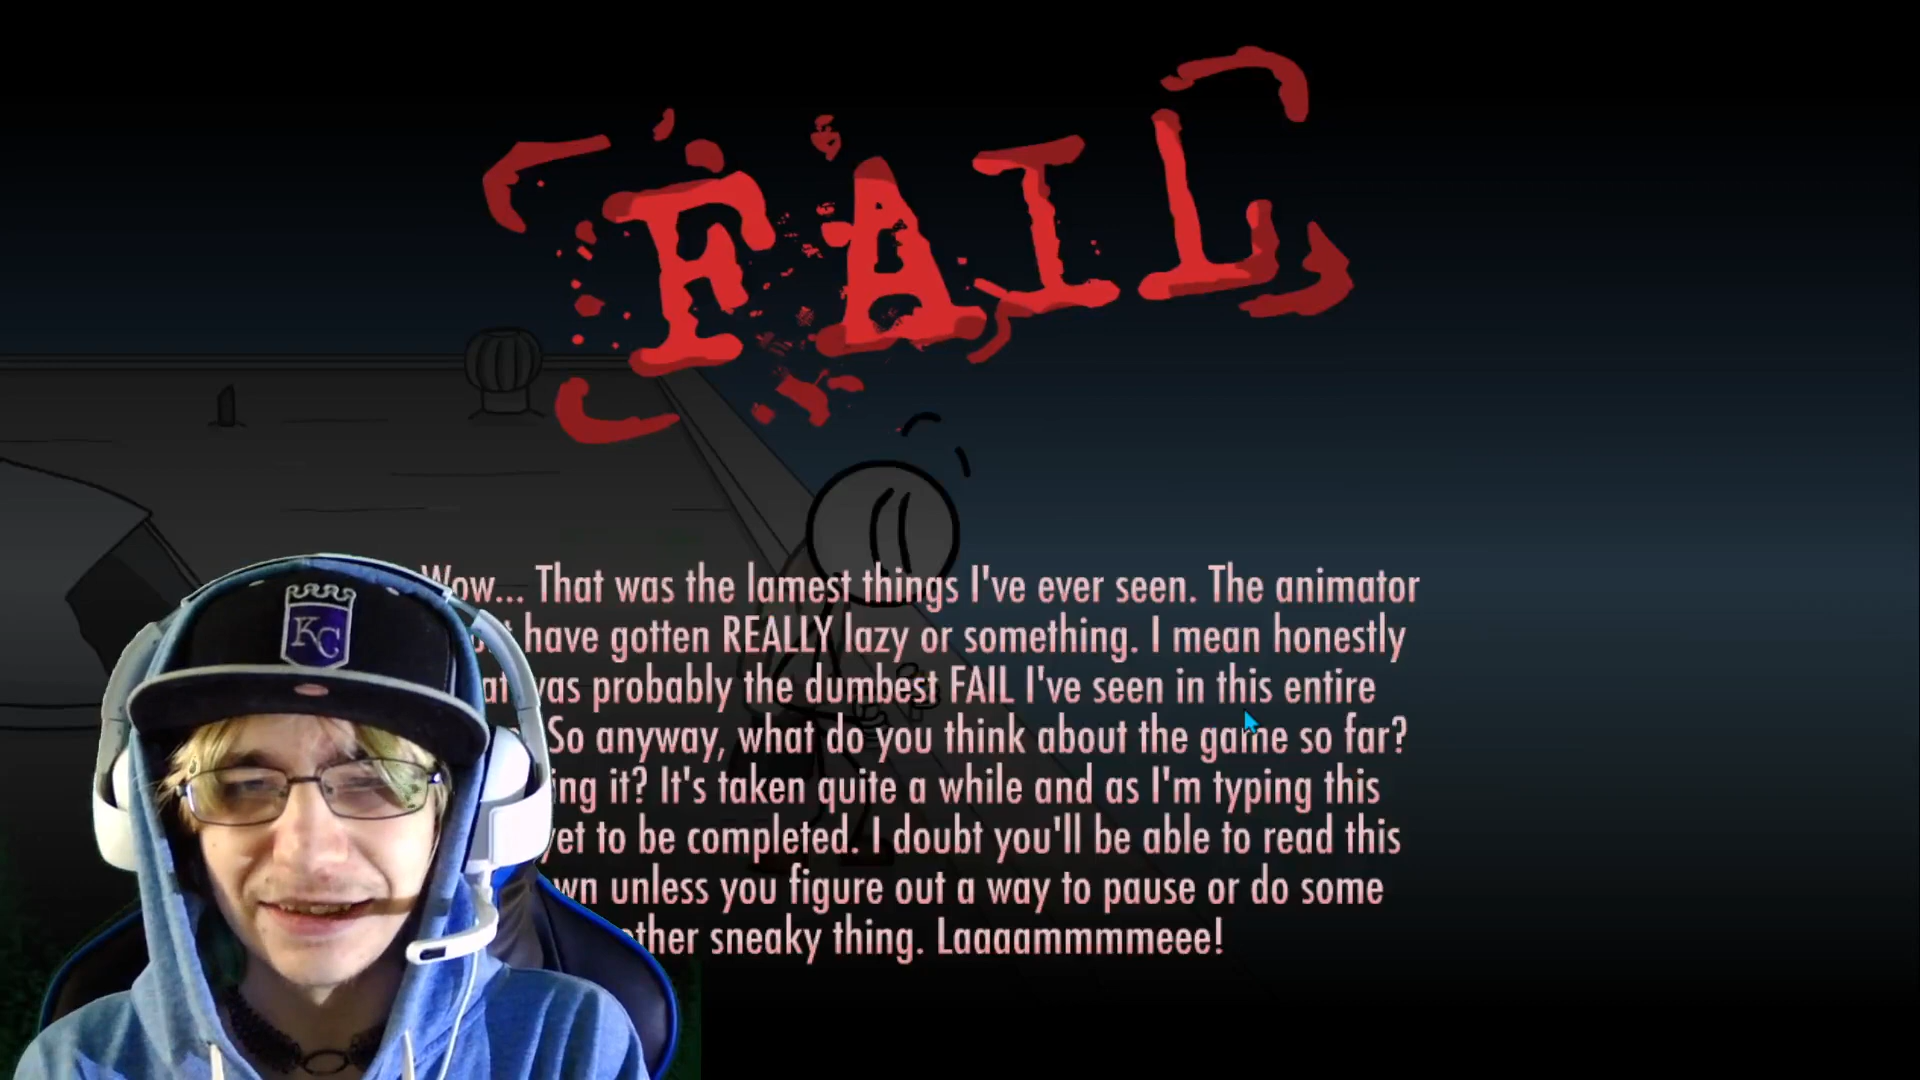 FAIL
KC
Wow... That was the lamest things I've ever seen. The animator
have gotten REALLY lazy or something. I mean honestly
was probably the dumbest FAIL I've seen in this entire
So anyway, what do you think about the game so far?
it? It's taken quite a while and as I'm typing this
yet to be completed. I doubt you'll be able to read this
unless you figure out a way to pause or do some
other sneaky thing. Laaaammmmeee!